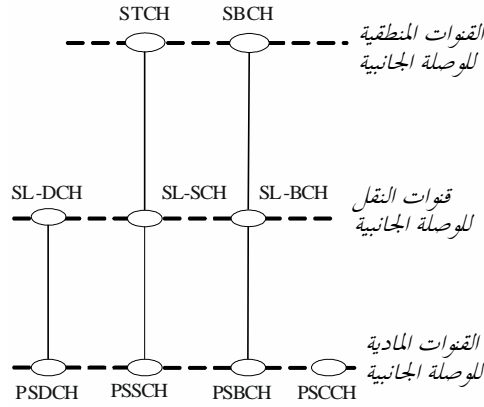 STCH SBCH
القنوات المنطقية
للوصلة الجانبية
SL-DCH SL-SCH SL-BCH
قنوات النقل
للوصلة الجانبية
القنوات المادية
للوصلة الجانبية
PSDCH PSSCH PSBCH PSCCH